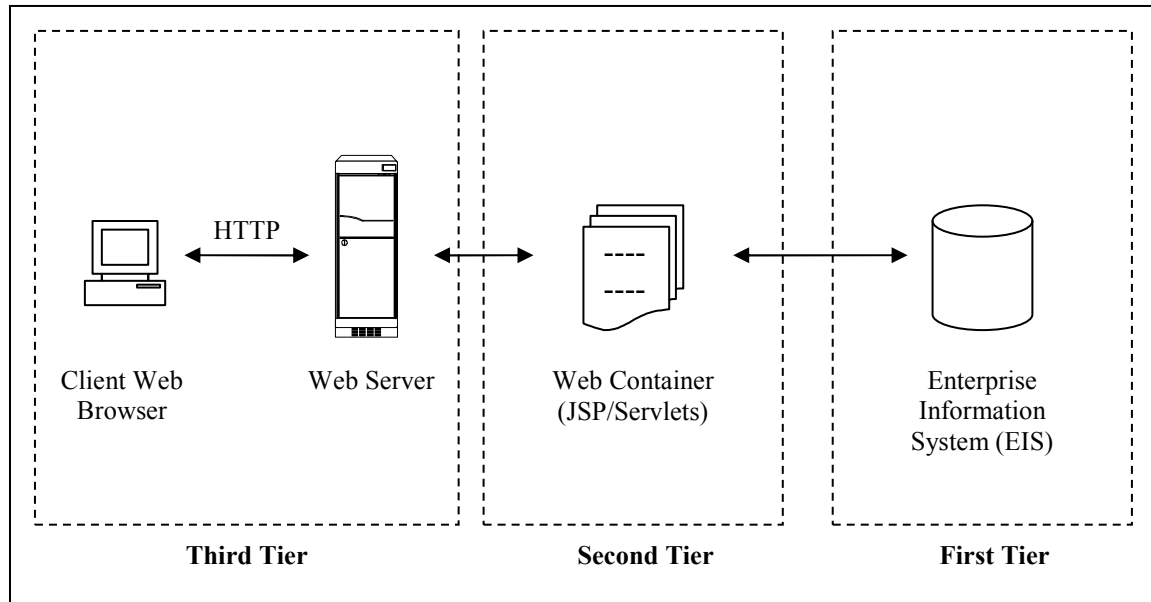 HTTP
Client Web
Browser
Web Server
Web Container
(JSP/Servlets)
Enterprise
Information
System (EIS)
Third Tier
Second Tier
First Tier